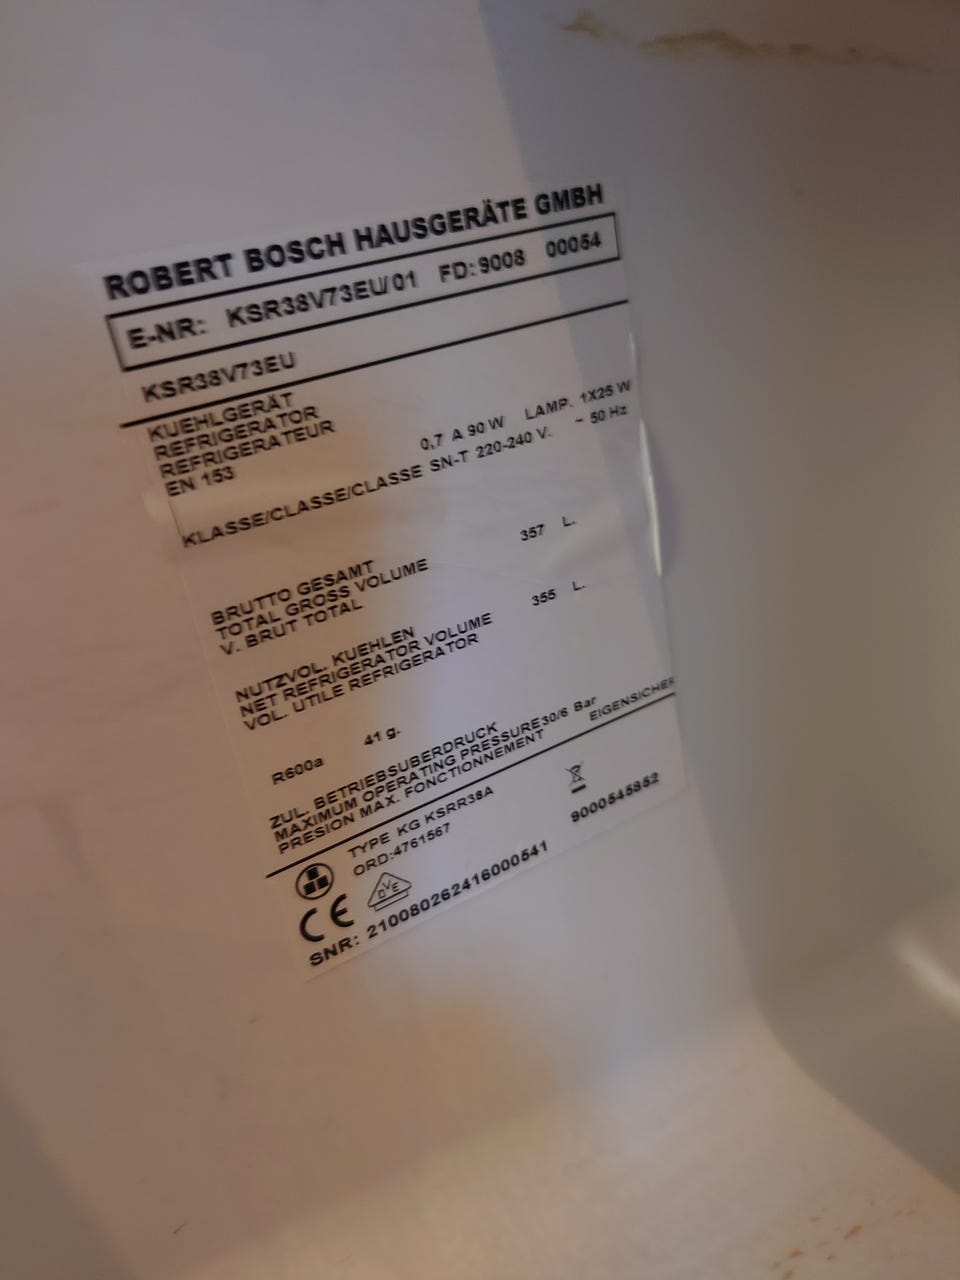 ROBERT BOSCH HAUSGERÄTE GMBH
E-NR: KSR38V73EU/01 FD: 9008 00054
KSR38V73EU
KUEHLGERÄT
REFRIGERATOR
REFRIGERATEUR
EN 153
0,7 A 90 W LAMP. 1X25 W
KLASSE/CLASSE/CLASSE SN-T 220-240 V. ~ 50 Hz
BRUTTO GESAMT
TOTAL GROSS VOLUME 357 L.
V. BRUT TOTAL
NUTZVOL. KUEHLEN
NET REFRIGERATOR VOLUME 355 L.
VOL. UTILE REFRIGERATOR
R600a 41 g.
ZUL. BETRIEBSUBERDRUCK
MAXIMUM OPERATING PRESSURE 30/6 Bar
PRESION MAX. FONCTIONNEMENT EIGENSICHER
TYPE KG KSRR38A
ORD:4761567
9000545852
CE DVE
SNR: 210080262416000541